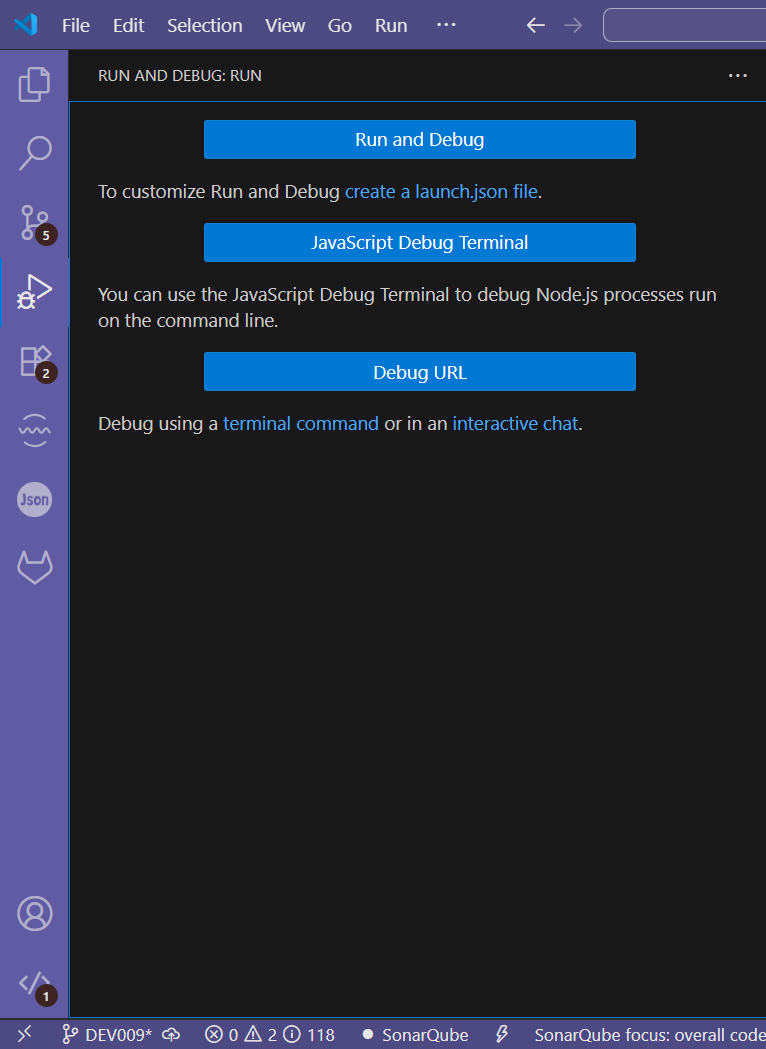 File Edit Selection View Go Run ···
RUN AND DEBUG: RUN ···
Run and Debug
To customize Run and Debug create a launch.json file.
JavaScript Debug Terminal
You can use the JavaScript Debug Terminal to debug Node.js processes run
on the command line.
Debug URL
Debug using a terminal command or in an interactive chat.
5
2
Json
1
DEV009* 0 2 118 SonarQube SonarQube focus: overall code